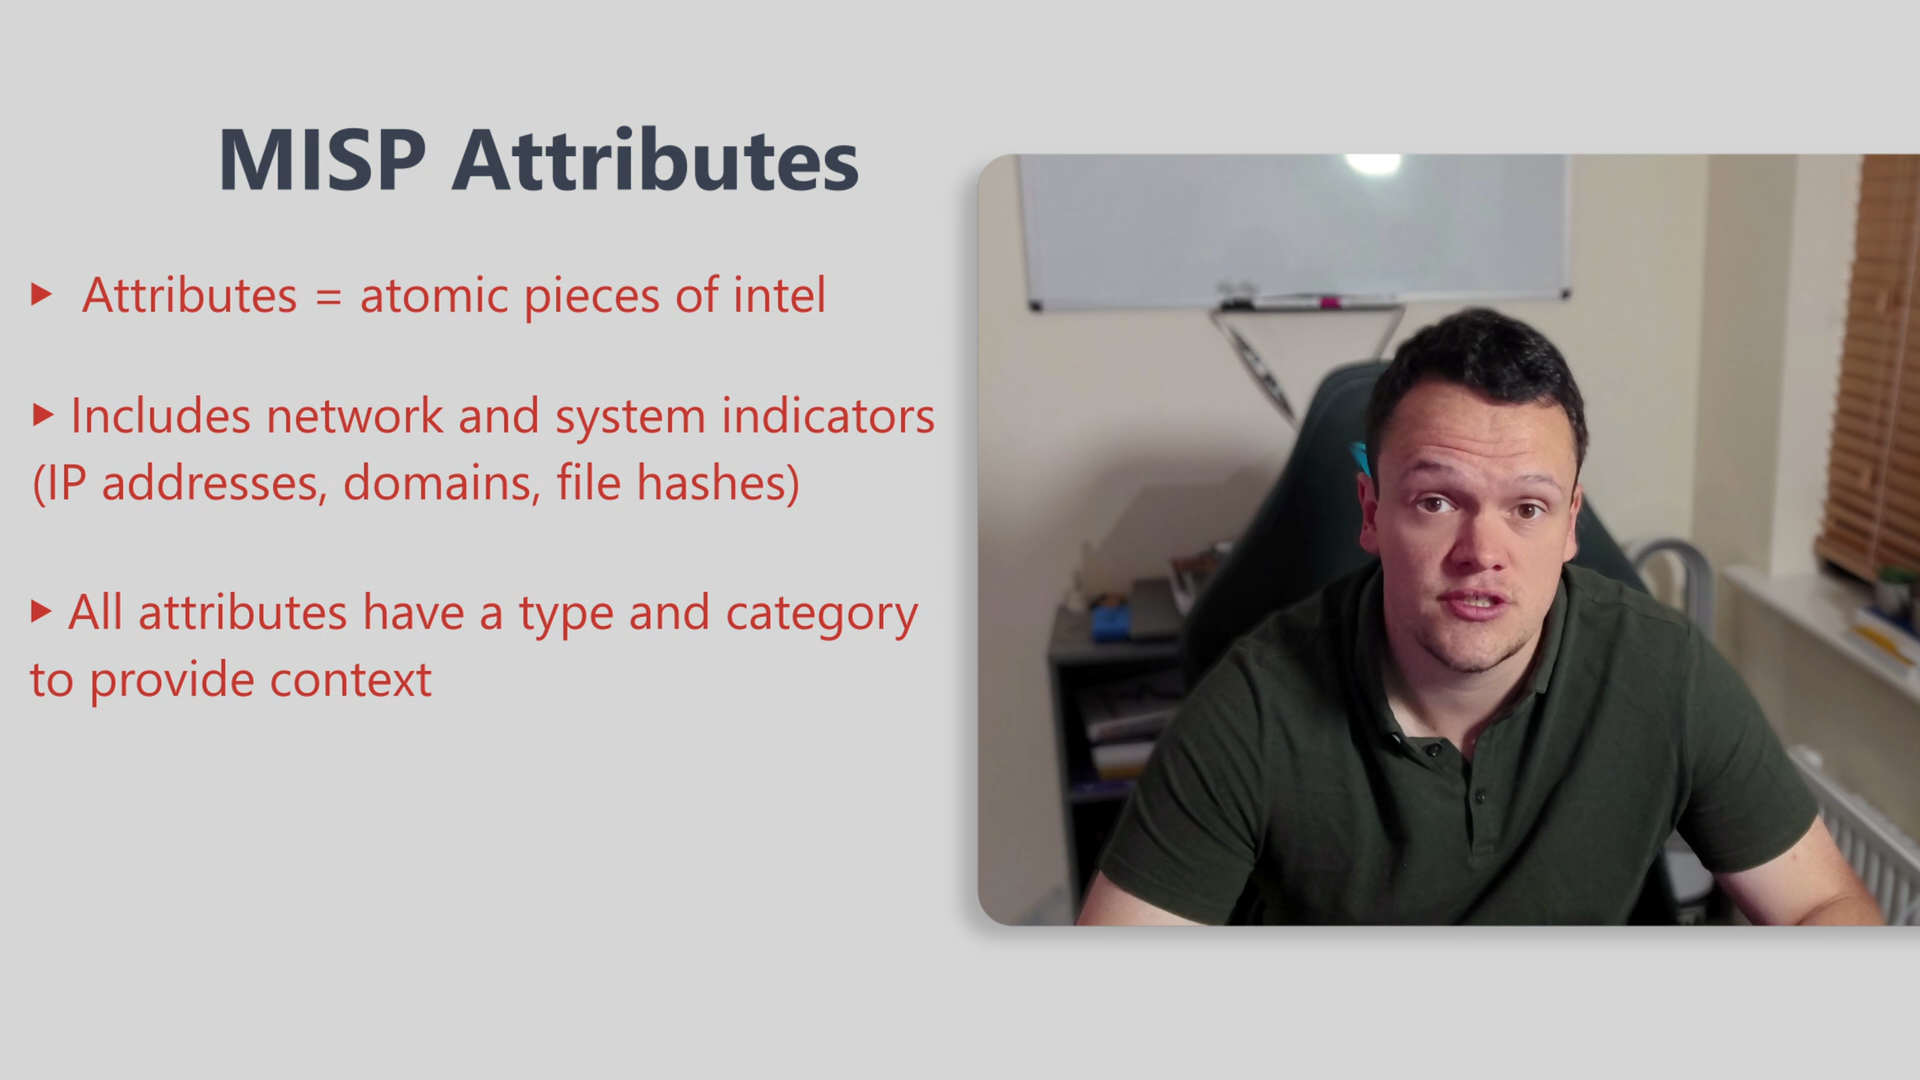 MISP Attributes
▶ Attributes = atomic pieces of intel
▶ Includes network and system indicators
(IP addresses, domains, file hashes)
▶ All attributes have a type and category
to provide context